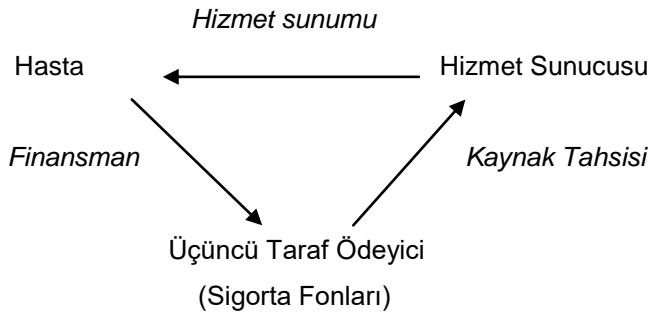 Hizmet sunumu
Hasta
Hizmet Sunucusu
Finansman
Kaynak Tahsisi
Üçüncü Taraf Ödeyici
(Sigorta Fonları)